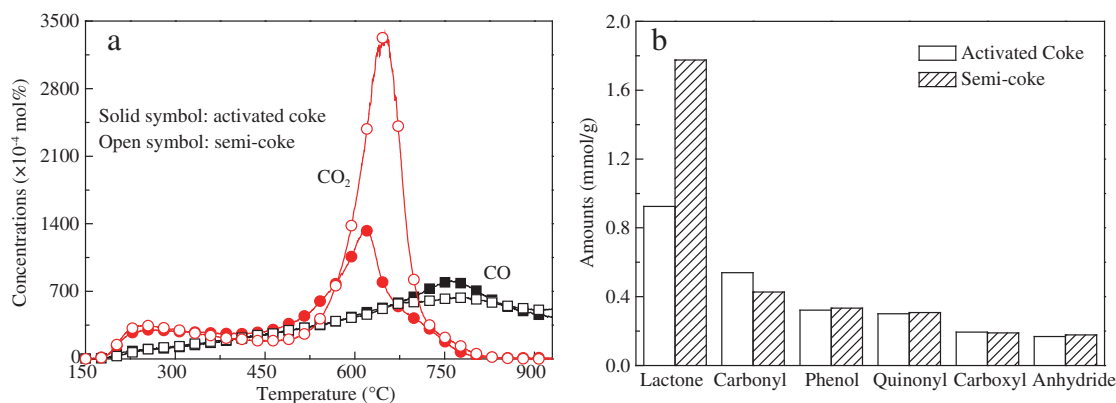 a
3500
2800
2100
1400
700
0
Concentrations (×10⁻⁴ mol%)
Solid symbol: activated coke
Open symbol: semi-coke
CO₂
CO
150 300 450 600 750 900
Temperature (°C)
b
Activated Coke
Semi-coke
2.0
1.6
1.2
0.8
0.4
0.0
Amounts (mmol/g)
Lactone Carbonyl Phenol Quinonyl Carboxyl Anhydride